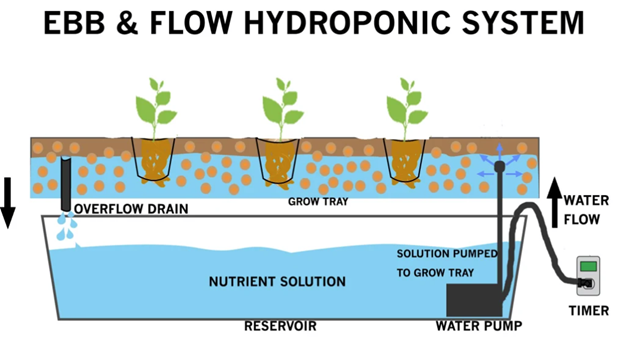 EBB & FLOW HYDROPONIC SYSTEM
GROW TRAY
OVERFLOW DRAIN
WATER
FLOW
SOLUTION PUMPED
TO GROW TRAY
NUTRIENT SOLUTION
TIMER
RESERVOIR
WATER PUMP